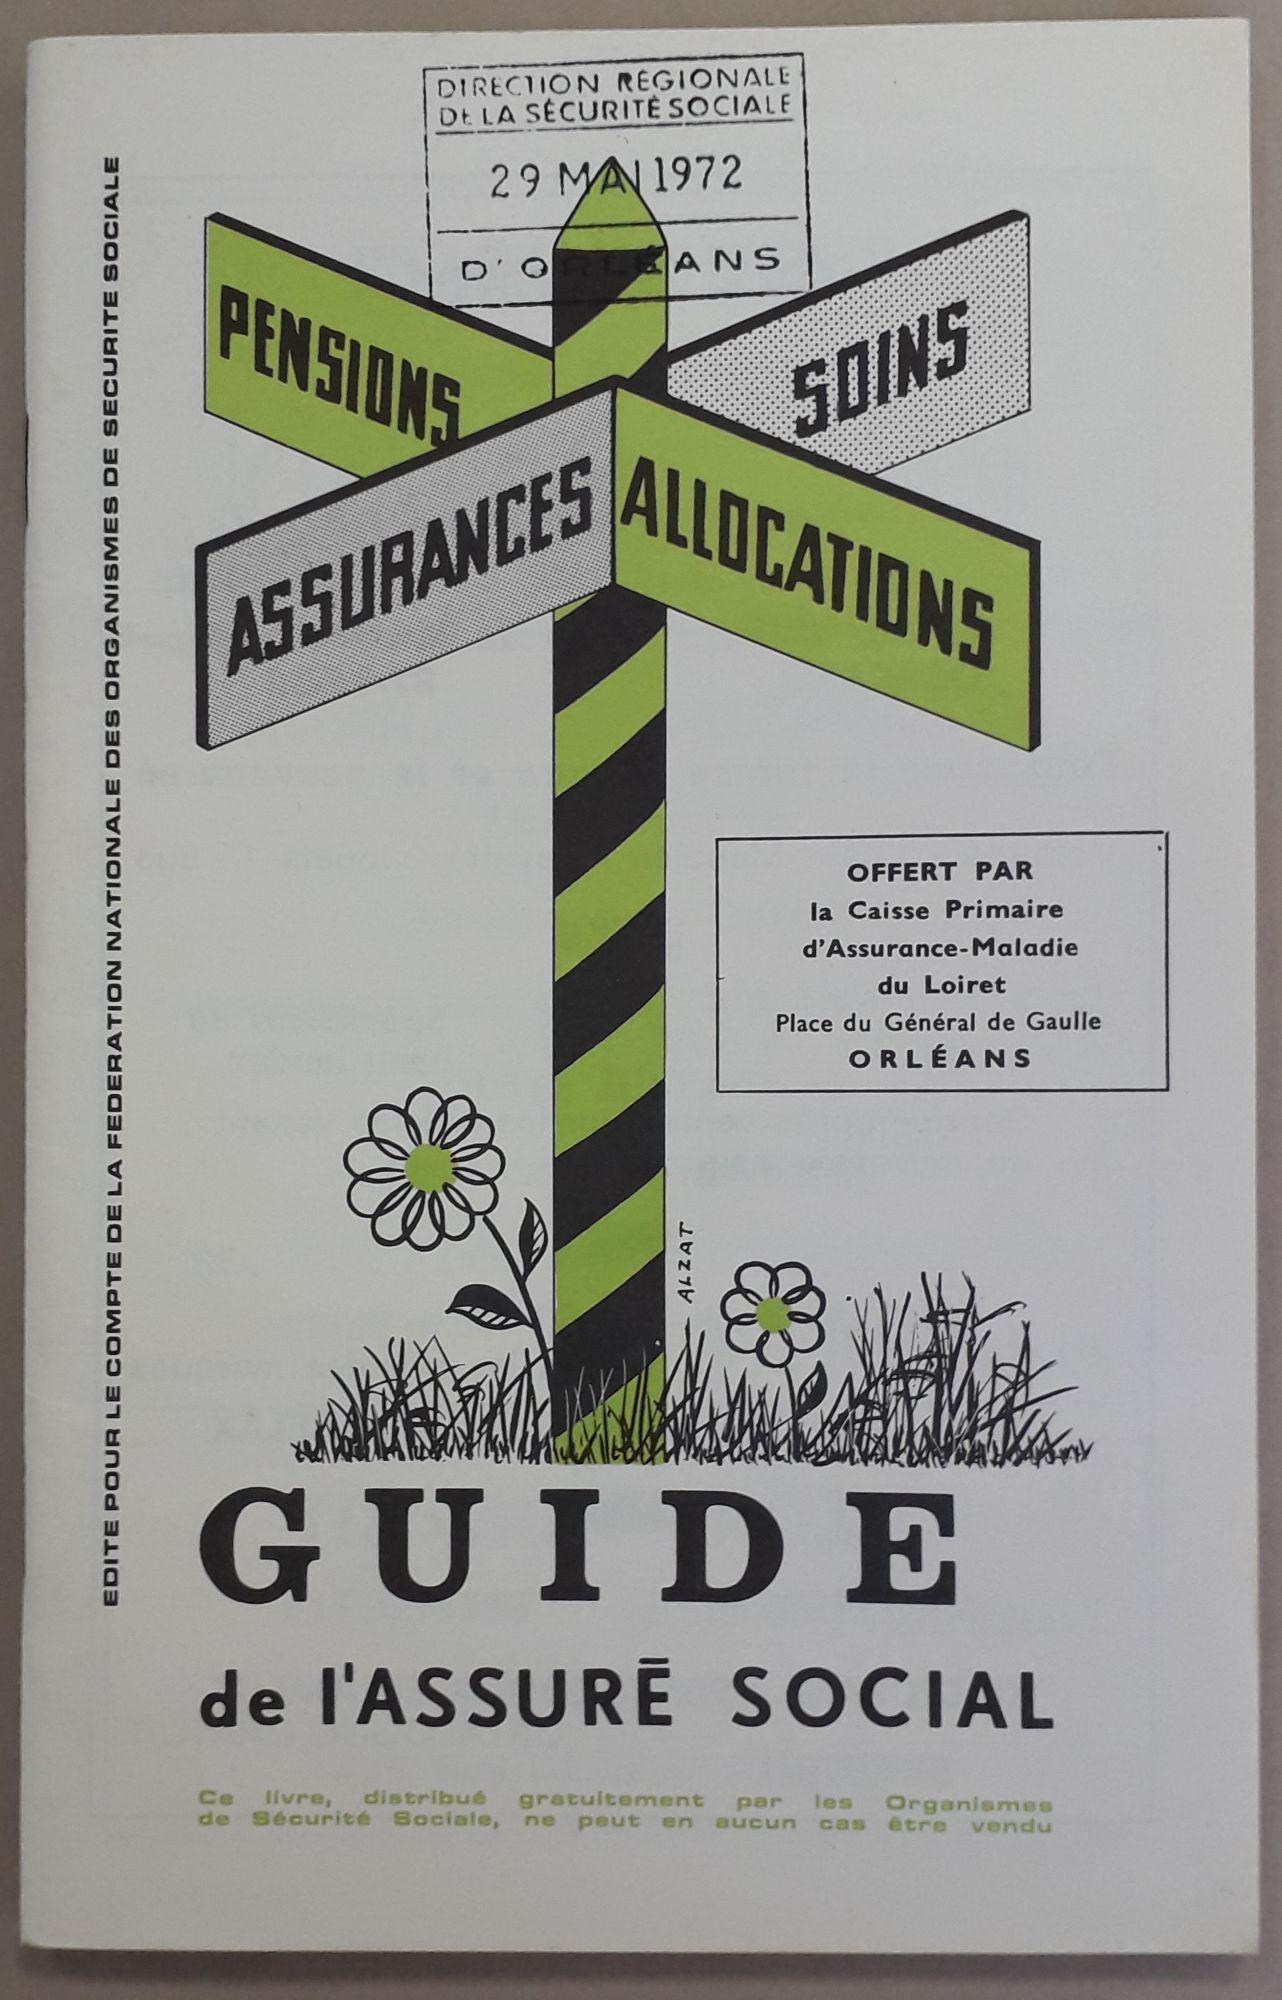 DIRECTION RÉGIONALE
DE LA SÉCURITÉ SOCIALE
29 MAI 1972
D'ORLÉANS
EDITE POUR LE COMPTE DE LA FEDERATION NATIONALE DES ORGANISMES DE SECURITE SOCIALE
PENSIONS
SOINS
ASSURANCES
ALLOCATIONS
OFFERT PAR
la Caisse Primaire
d'Assurance-Maladie
du Loiret
Place du Général de Gaulle
ORLÉANS
ALZAT
GUIDE
de l'ASSURĒ SOCIAL
Ce livre, distribué gratuitement par les Organismes
de Sécurité Sociale, ne peut en aucun cas être vendu